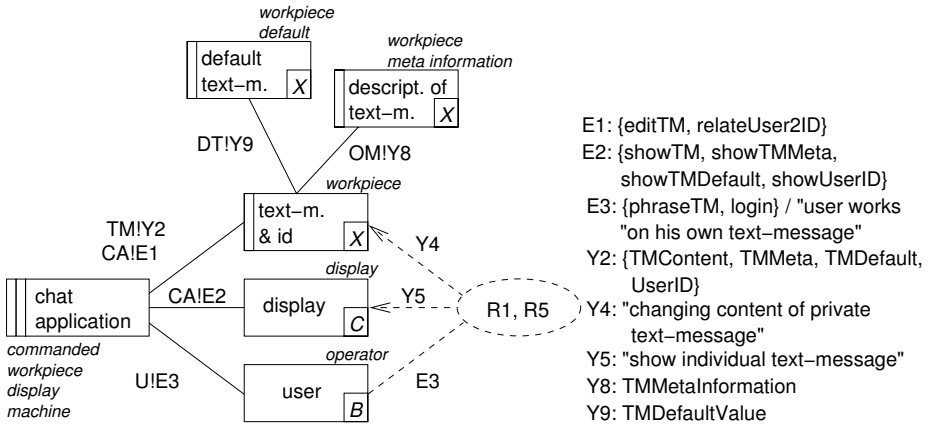 workpiece
default
default
text−m.
X
workpiece
meta information
descript. of
text−m.
X
DT!Y9
OM!Y8
workpiece
text−m.
& id
X
TM!Y2
CA!E1
Y4
display
display
C
CA!E2
Y5
R1, R5
chat
application
commanded
workpiece
display
machine
operator
user
B
U!E3
E3
E1: {editTM, relateUser2ID}
E2: {showTM, showTMMeta,
showTMDefault, showUserID}
E3: {phraseTM, login} / "user works
"on his own text−message"
Y2: {TMContent, TMMeta, TMDefault,
UserID}
Y4: "changing content of private
text−message"
Y5: "show individual text−message"
Y8: TMMetaInformation
Y9: TMDefaultValue